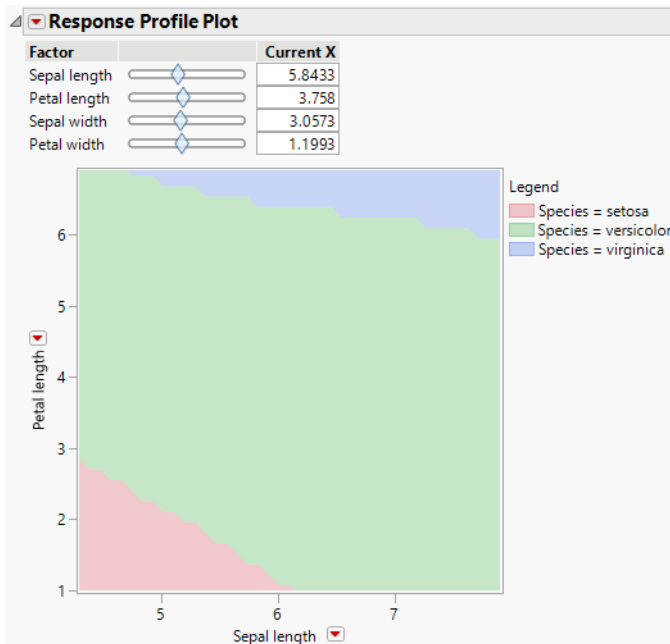 Response Profile Plot
Factor Current X
Sepal length 5.8433
Petal length 3.758
Sepal width 3.0573
Petal width 1.1993
Legend
Species = setosa
Species = versicolor
Species = virginica
6
5
4
3
2
1
Petal length
5 6 7
Sepal length